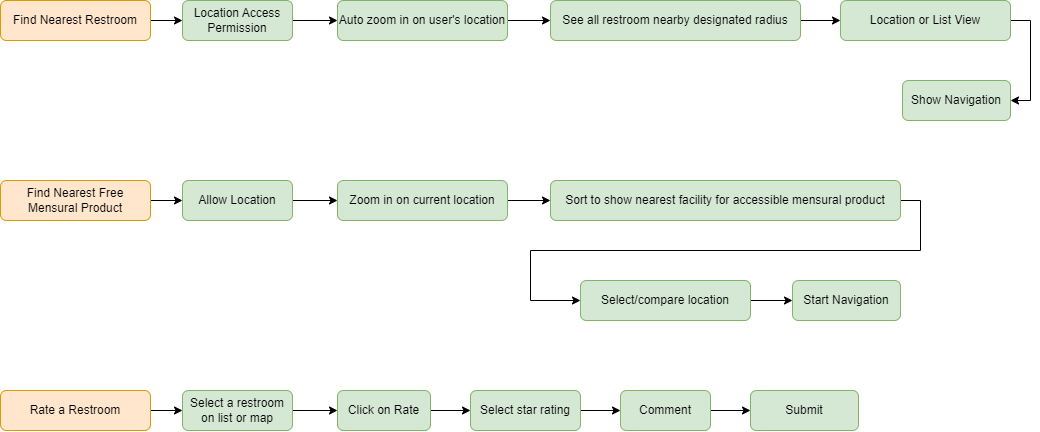 Find Nearest Restroom
Location Access
Permission
Auto zoom in on user's location
See all restroom nearby designated radius
Location or List View
Show Navigation
Find Nearest Free
Mensural Product
Allow Location
Zoom in on current location
Sort to show nearest facility for accessible mensural product
Select/compare location
Start Navigation
Rate a Restroom
Select a restroom
on list or map
Click on Rate
Select star rating
Comment
Submit